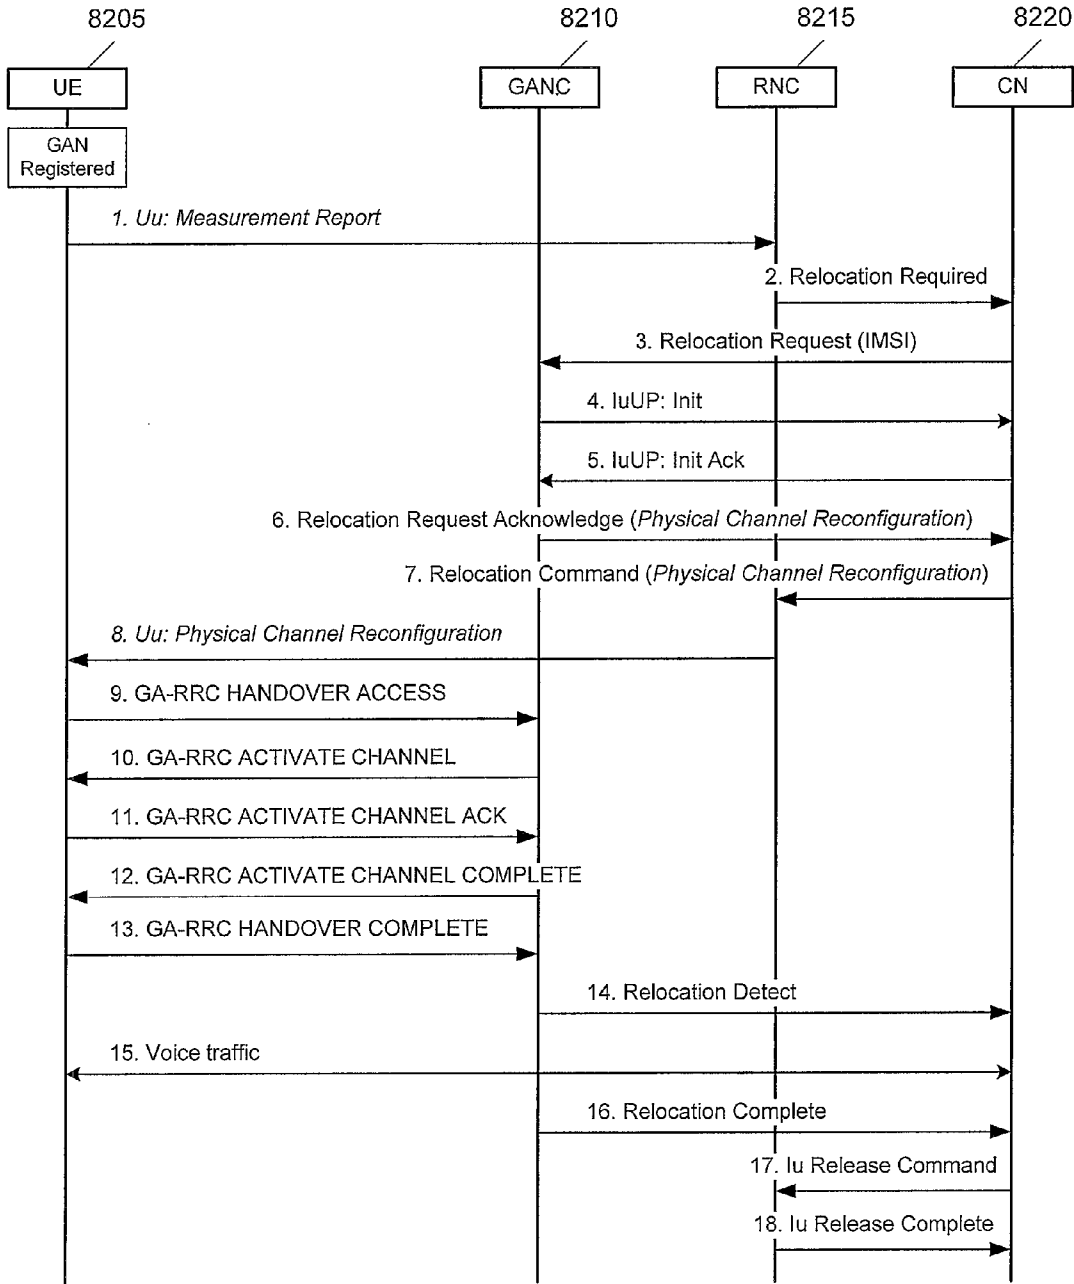 8205
8210
8215
8220
UE
GANC
RNC
CN
GAN
Registered
1. Uu: Measurement Report
2. Relocation Required
3. Relocation Request (IMSI)
4. IuUP: Init
5. IuUP: Init Ack
6. Relocation Request Acknowledge (Physical Channel Reconfiguration)
7. Relocation Command (Physical Channel Reconfiguration)
8. Uu: Physical Channel Reconfiguration
9. GA-RRC HANDOVER ACCESS
10. GA-RRC ACTIVATE CHANNEL
11. GA-RRC ACTIVATE CHANNEL ACK
12. GA-RRC ACTIVATE CHANNEL COMPLETE
13. GA-RRC HANDOVER COMPLETE
14. Relocation Detect
15. Voice traffic
16. Relocation Complete
17. Iu Release Command
18. Iu Release Complete